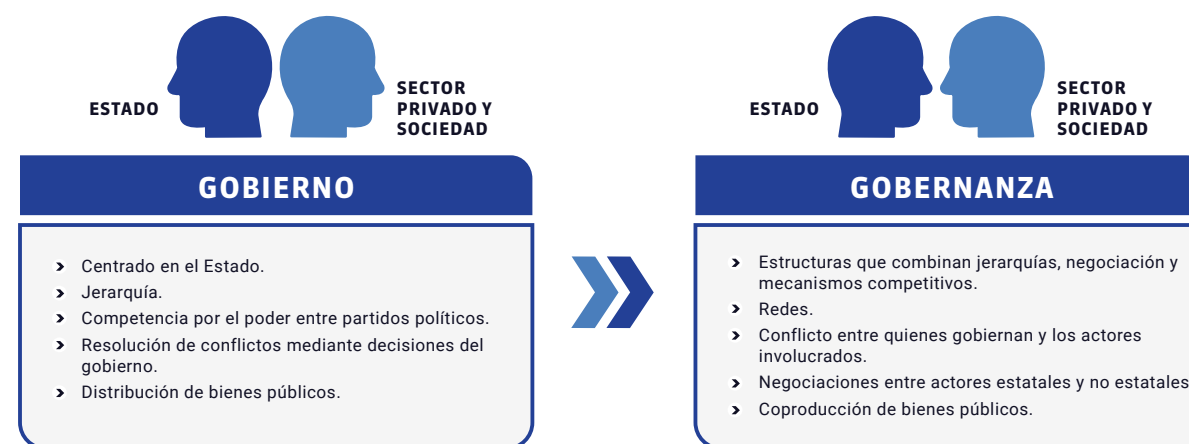 ESTADO
SECTOR
PRIVADO Y
SOCIEDAD
GOBIERNO
Centrado en el Estado.
Jerarquía.
Competencia por el poder entre partidos políticos.
Resolución de conflictos mediante decisiones del
gobierno.
Distribución de bienes públicos.
ESTADO
SECTOR
PRIVADO Y
SOCIEDAD
GOBERNANZA
Estructuras que combinan jerarquías, negociación y
mecanismos competitivos.
Redes.
Conflicto entre quienes gobiernan y los actores
involucrados.
Negociaciones entre actores estatales y no estatales
Coproducción de bienes públicos.